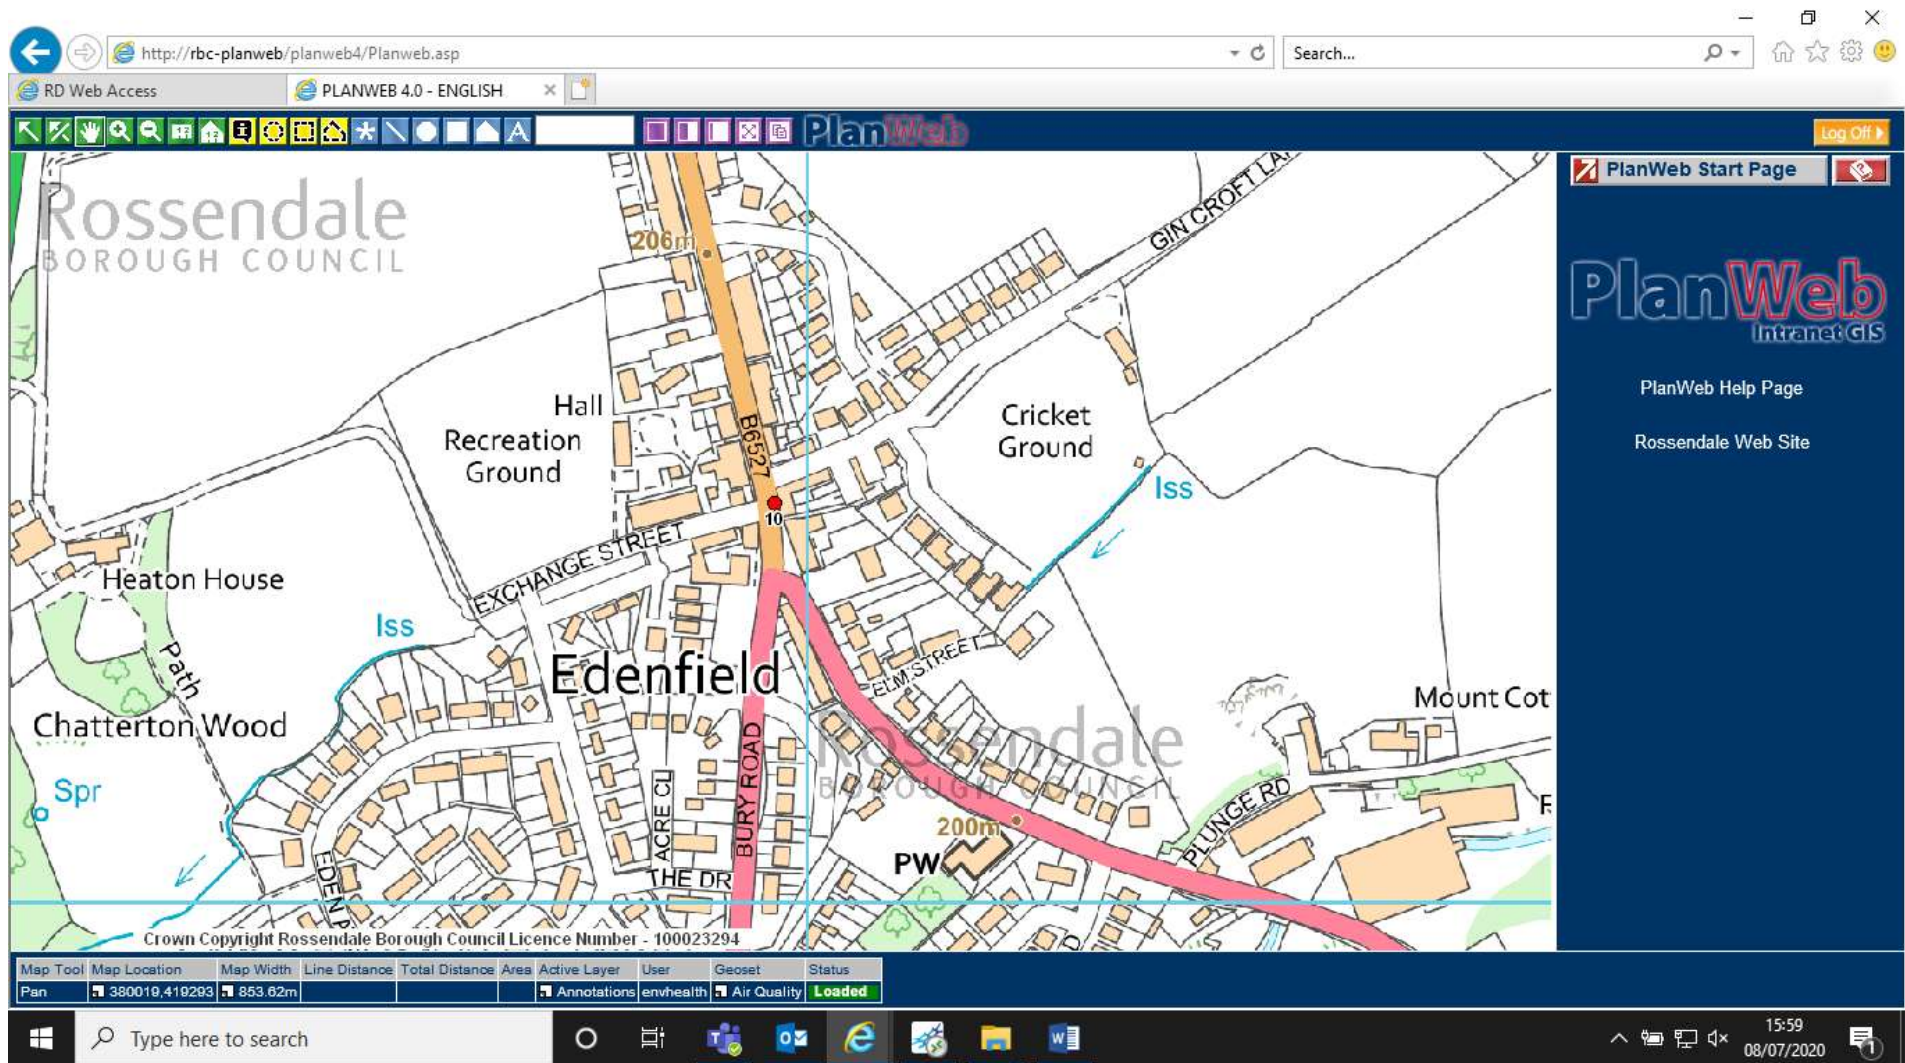 http://rbc-planweb/planweb4/Planweb.asp
Search...
RD Web Access
PLANWEB 4.0 - ENGLISH
PlanWeb
Log Off
PlanWeb Start Page
Rossendale
BOROUGH COUNCIL
206m
GIN CROFT LA
PlanWeb
Intranet GIS
PlanWeb Help Page
Rossendale Web Site
Hall
Recreation
Ground
B6527
Cricket
Ground
Iss
10
EXCHANGE STREET
Heaton House
Iss
Path
Edenfield
ELM STREET
Mount Cot
Chatterton Wood
Rossendale
BOROUGH COUNCIL
BURY ROAD
Spr
ACRE CL
PLUNGE RD
200m
PW
THE DR
EDEN
Crown Copyright Rossendale Borough Council Licence Number - 100023294
Map Tool Map Location Map Width Line Distance Total Distance Area Active Layer User Geoset Status
Pan 380019,419293 853.62m Annotations envhealth Air Quality Loaded
Type here to search
15:59
08/07/2020
1